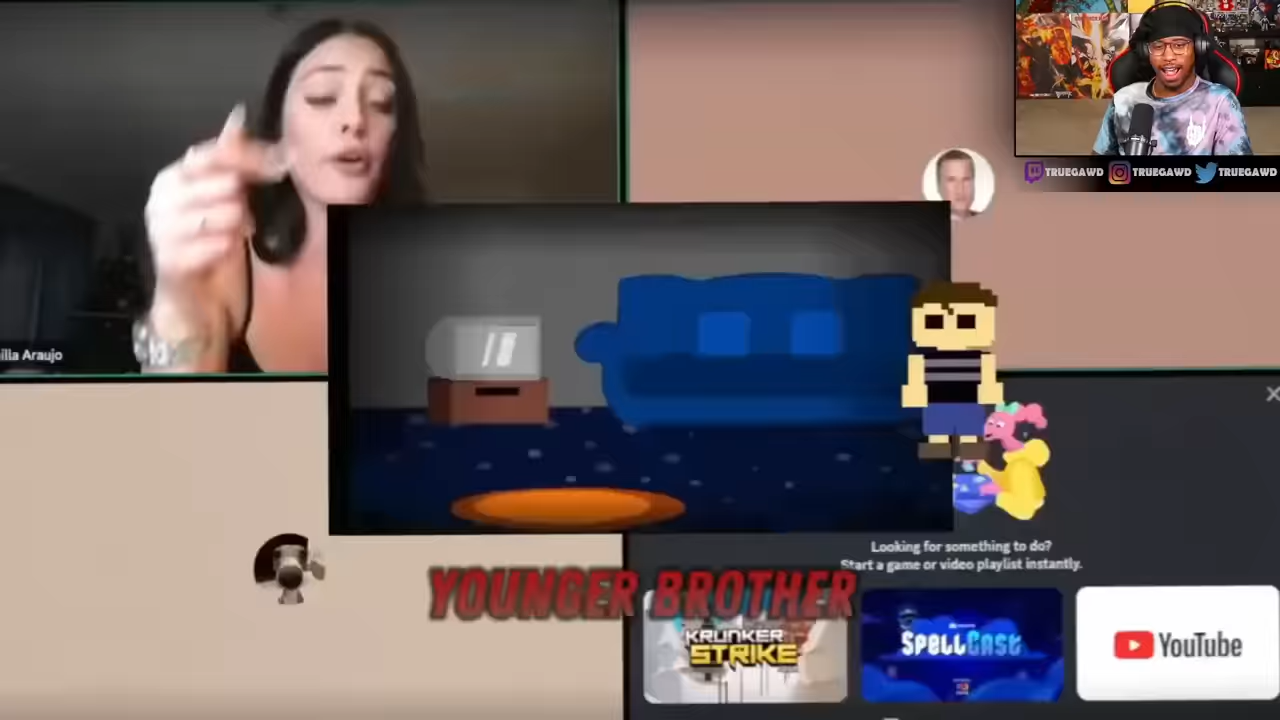 TRUEGAWD TRUEGAWD TRUEGAWD
illa Araujo
Looking for something to do?
Start a game or video playlist instantly.
YOUNGER BROTHER
KRUNKER
STRIKE
SPELLCAST
YouTube